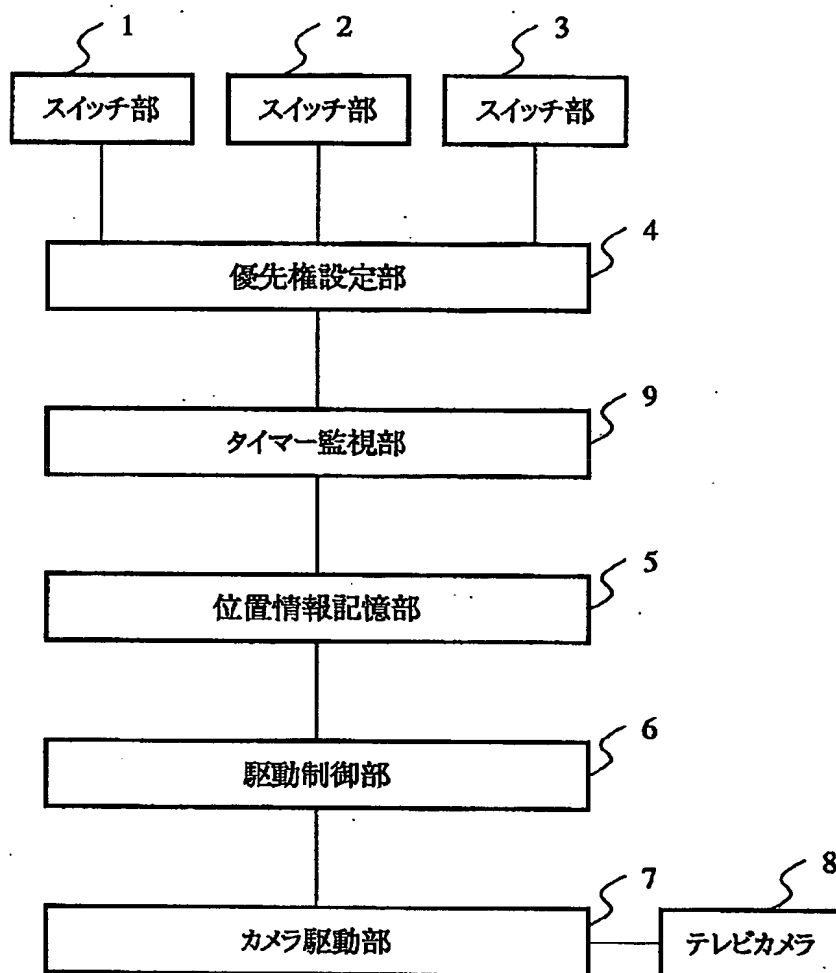 1 2 3
スイッチ部 スイッチ部 スイッチ部
4
優先権設定部
9
タイマー監視部
5
位置情報記憶部
6
駆動制御部
7 8
カメラ駆動部 テレビカメラ